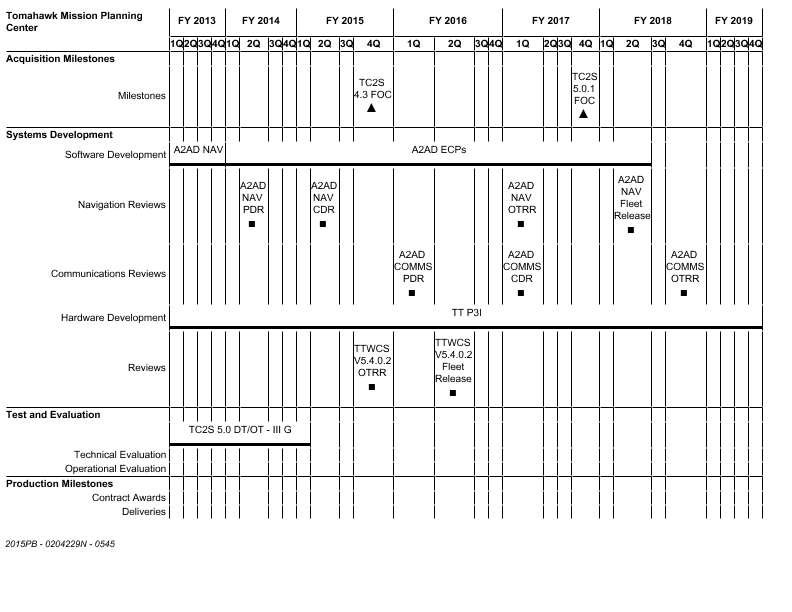 Tomahawk Mission Planning
Center
FY 2013 FY 2014 FY 2015 FY 2016 FY 2017 FY 2018 FY 2019
1Q 2Q 3Q 4Q 1Q 2Q 3Q 4Q 1Q 2Q 3Q 4Q 1Q 2Q 3Q 4Q 1Q 2Q 3Q 4Q 1Q 2Q 3Q 4Q 1Q 2Q 3Q 4Q
Acquisition Milestones
Milestones
TC2S
4.3 FOC
TC2S
5.0.1
FOC
Systems Development
Software Development
A2AD NAV
A2AD ECPs
Navigation Reviews
A2AD
NAV
PDR
A2AD
NAV
CDR
A2AD
NAV
OTRR
A2AD
NAV
Fleet
Release
Communications Reviews
A2AD
COMMS
PDR
A2AD
COMMS
CDR
A2AD
COMMS
OTRR
Hardware Development
TT P3I
Reviews
TTWCS
V5.4.0.2
OTRR
TTWCS
V5.4.0.2
Fleet
Release
Test and Evaluation
TC2S 5.0 DT/OT - III G
Technical Evaluation
Operational Evaluation
Production Milestones
Contract Awards
Deliveries
2015PB - 0204229N - 0545